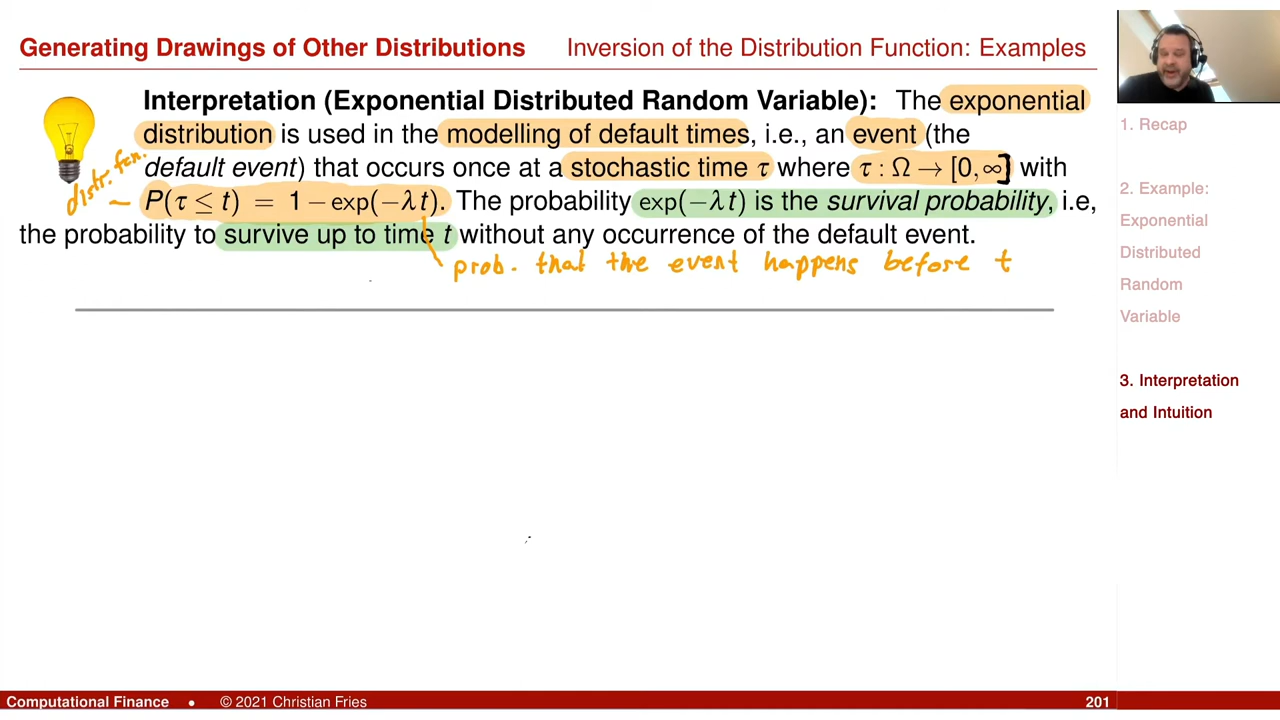 Generating Drawings of Other Distributions Inversion of the Distribution Function: Examples
Interpretation (Exponential Distributed Random Variable): The exponential
distribution is used in the modelling of default times, i.e., an event (the
default event) that occurs once at a stochastic time τ where τ : Ω → [0,∞] with
distr. fcn.
P(τ ≤ t) = 1 − exp(−λ t). The probability exp(−λ t) is the survival probability, i.e,
the probability to survive up to time t without any occurrence of the default event.
prob. that the event happens before t
1. Recap
2. Example:
Exponential
Distributed
Random
Variable
3. Interpretation
and Intuition
Computational Finance • © 2021 Christian Fries 201